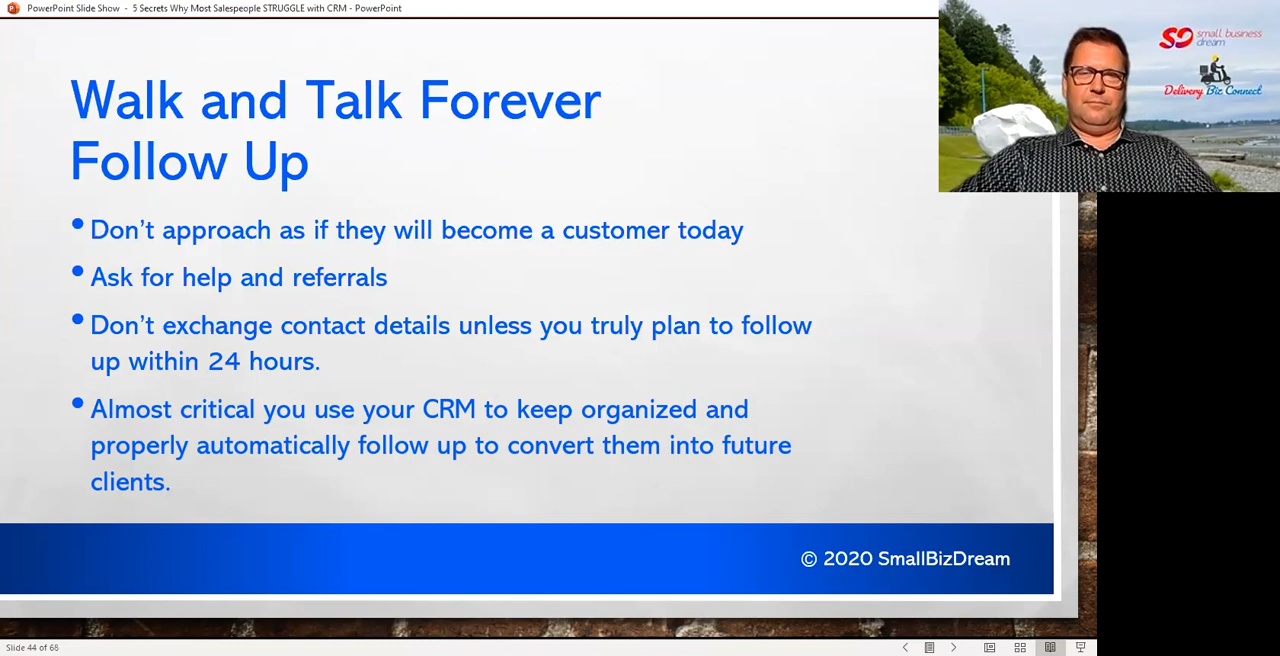 PowerPoint Slide Show - 5 Secrets Why Most Salespeople STRUGGLE with CRM - PowerPoint
small business
dream
Delivery Biz Connect
Walk and Talk Forever
Follow Up
• Don’t approach as if they will become a customer today
• Ask for help and referrals
• Don’t exchange contact details unless you truly plan to follow
up within 24 hours.
• Almost critical you use your CRM to keep organized and
properly automatically follow up to convert them into future
clients.
© 2020 SmallBizDream
Slide 44 of 68